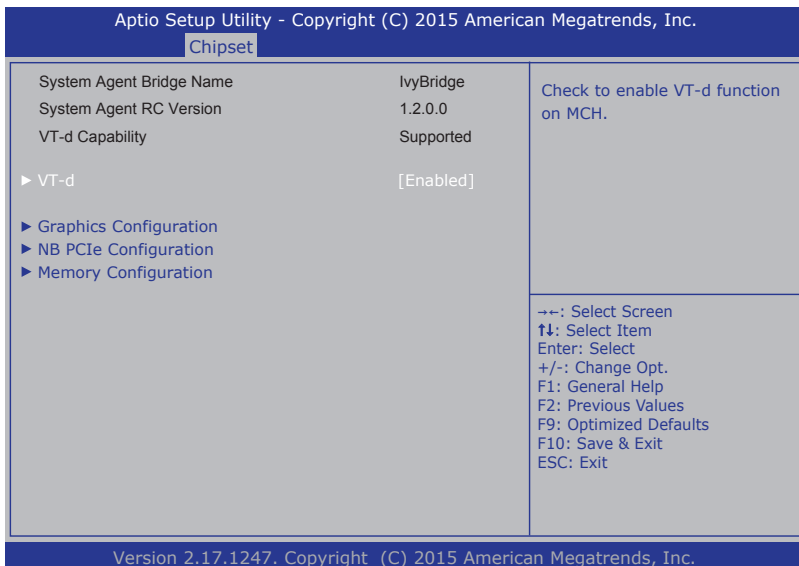 Aptio Setup Utility - Copyright (C) 2015 American Megatrends, Inc.
Chipset
System Agent Bridge Name IvyBridge
System Agent RC Version 1.2.0.0
VT-d Capability Supported
► VT-d [Enabled]
► Graphics Configuration
► NB PCIe Configuration
► Memory Configuration
Check to enable VT-d function
on MCH.
→←: Select Screen
↑↓: Select Item
Enter: Select
+/-: Change Opt.
F1: General Help
F2: Previous Values
F9: Optimized Defaults
F10: Save & Exit
ESC: Exit
Version 2.17.1247. Copyright (C) 2015 American Megatrends, Inc.